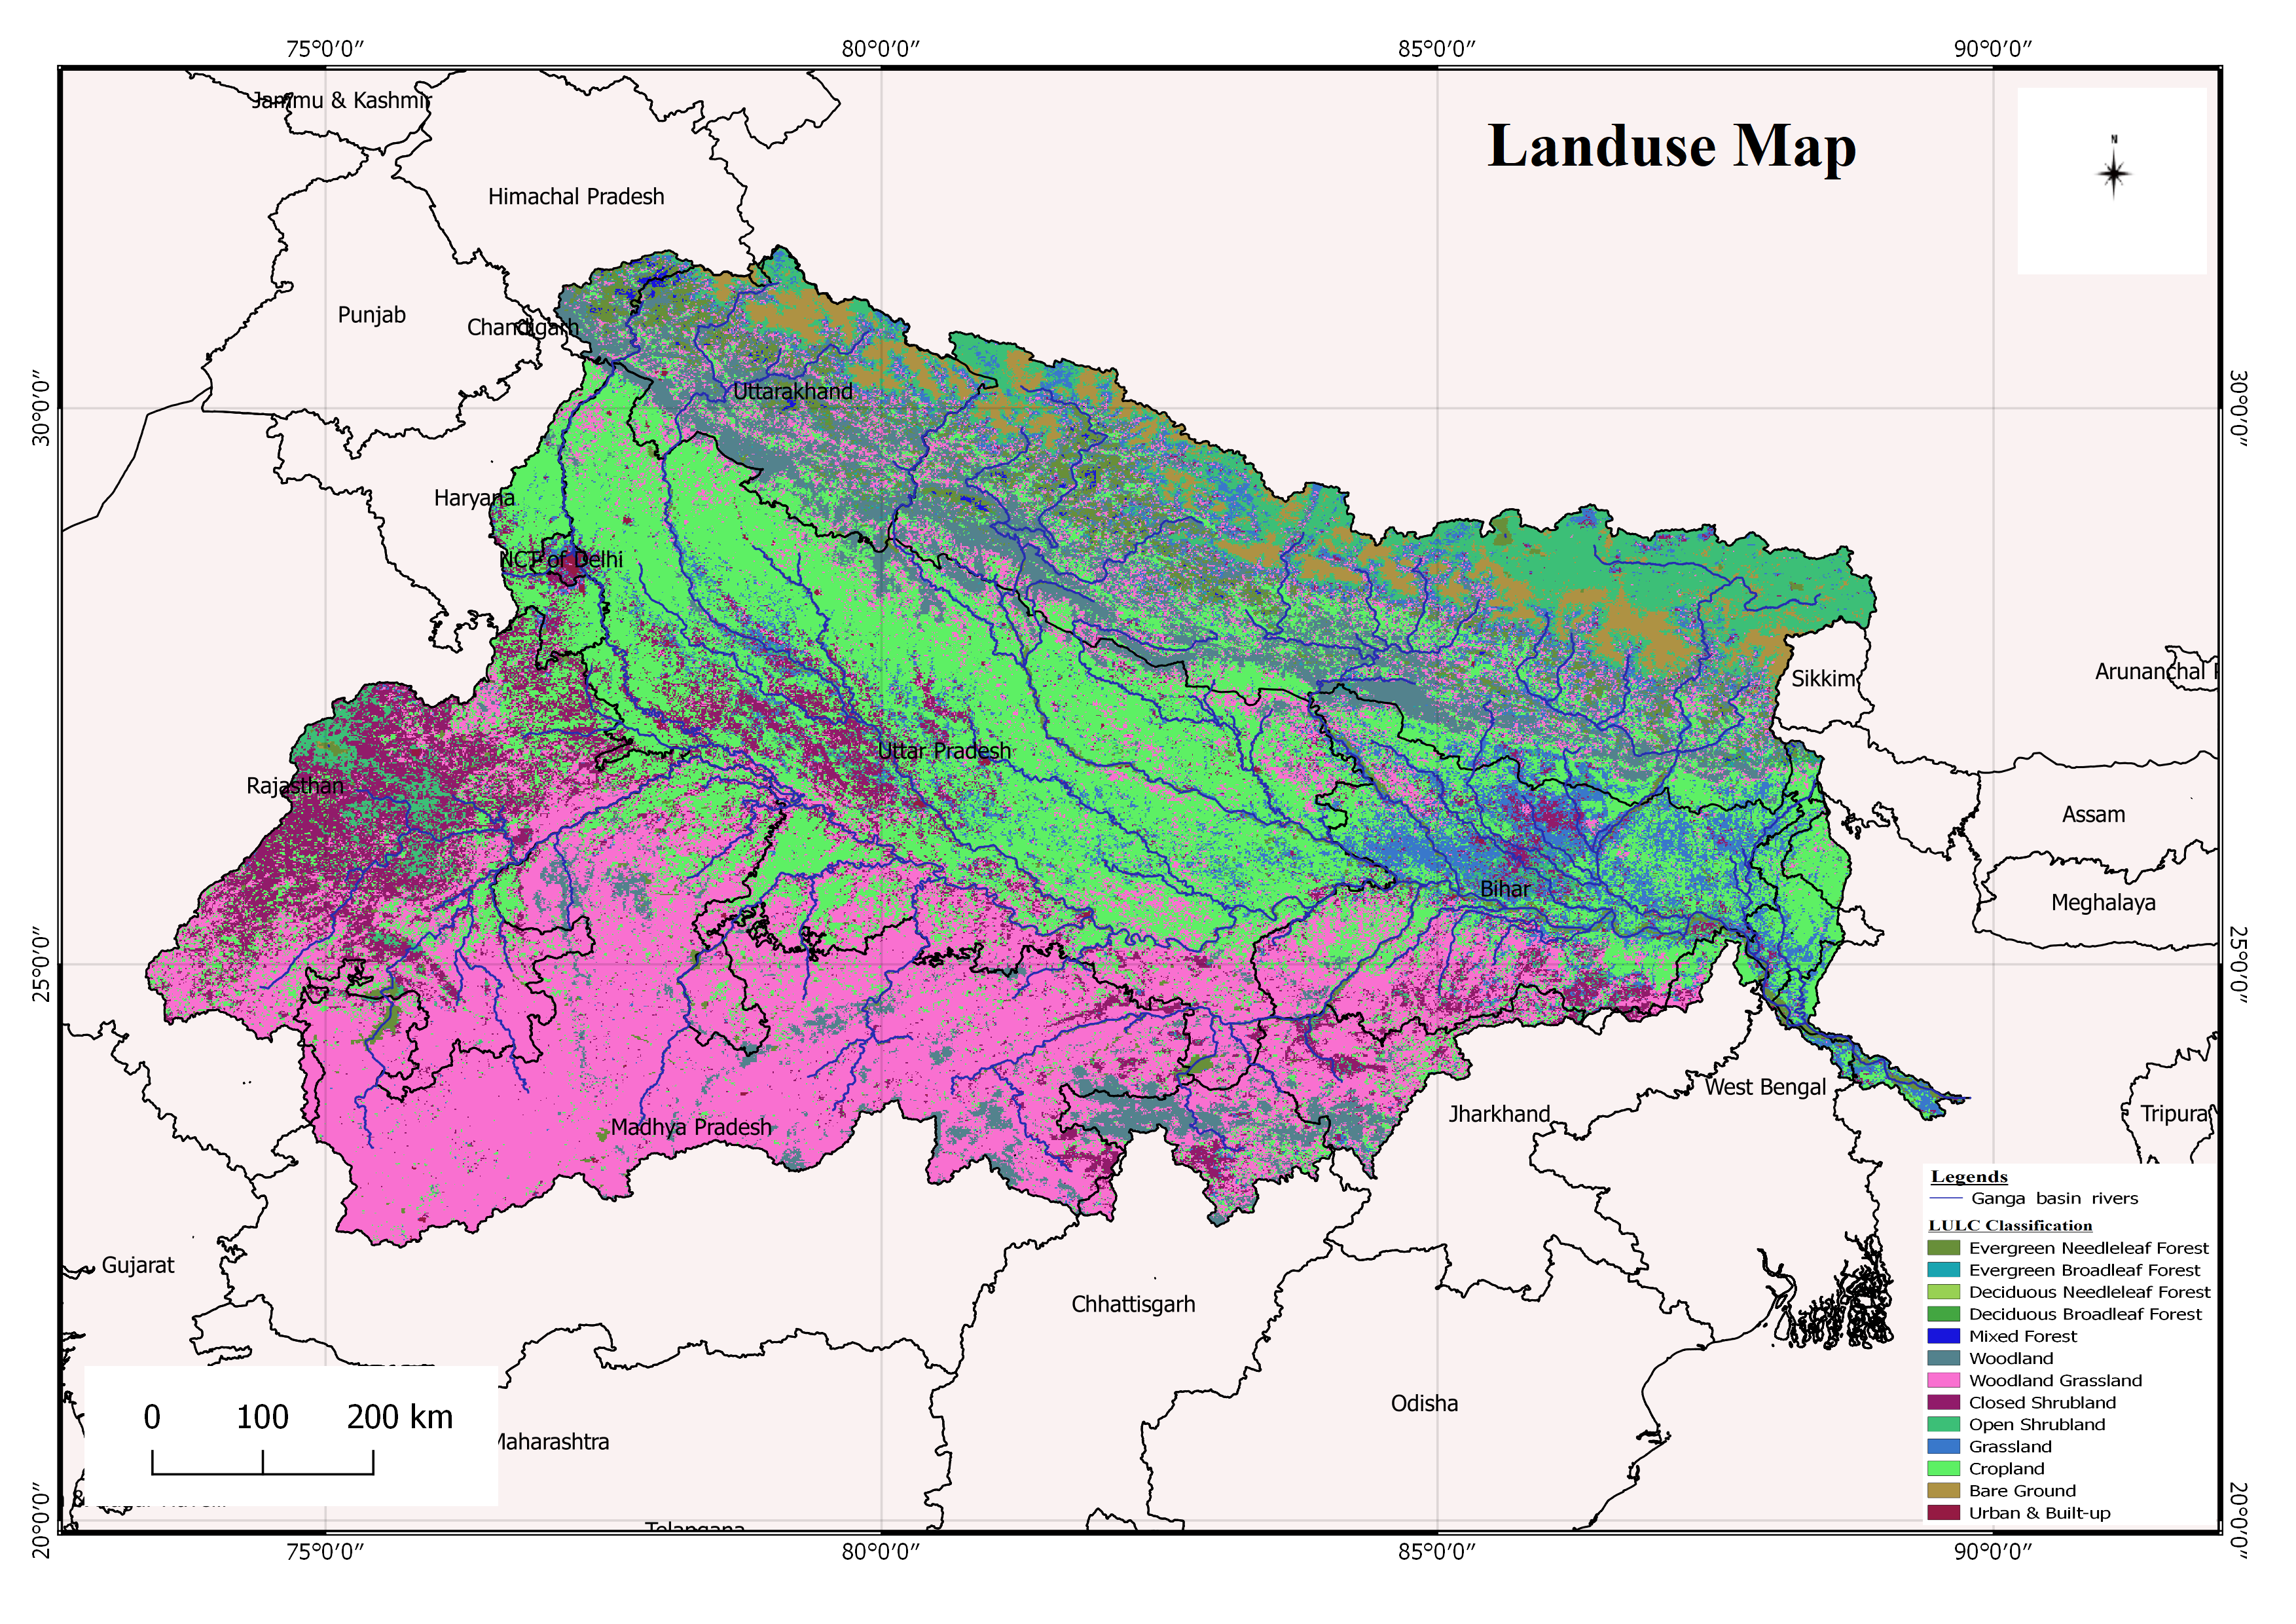 75°0′0″ 80°0′0″ 85°0′0″ 90°0′0″
Jammu & Kashmir
Landuse Map
N
Himachal Pradesh
Punjab
Chandigarh
30°0′0″
30°0′0″
Uttarakhand
Haryana
NCT of Delhi
Sikkim
Arunanchal P
Uttar Pradesh
Rajasthan
Assam
Bihar
Meghalaya
25°0′0″
25°0′0″
West Bengal
Jharkhand
Tripura
Madhya Pradesh
Gujarat
Chhattisgarh
Odisha
Maharashtra
Telangana
0 100 200 km
Legends
Ganga basin rivers
LULC Classification
Evergreen Needleleaf Forest
Evergreen Broadleaf Forest
Deciduous Needleleaf Forest
Deciduous Broadleaf Forest
Mixed Forest
Woodland
Woodland Grassland
Closed Shrubland
Open Shrubland
Grassland
Cropland
Bare Ground
Urban & Built-up
20°0′0″
20°0′0″
75°0′0″ 80°0′0″ 85°0′0″ 90°0′0″